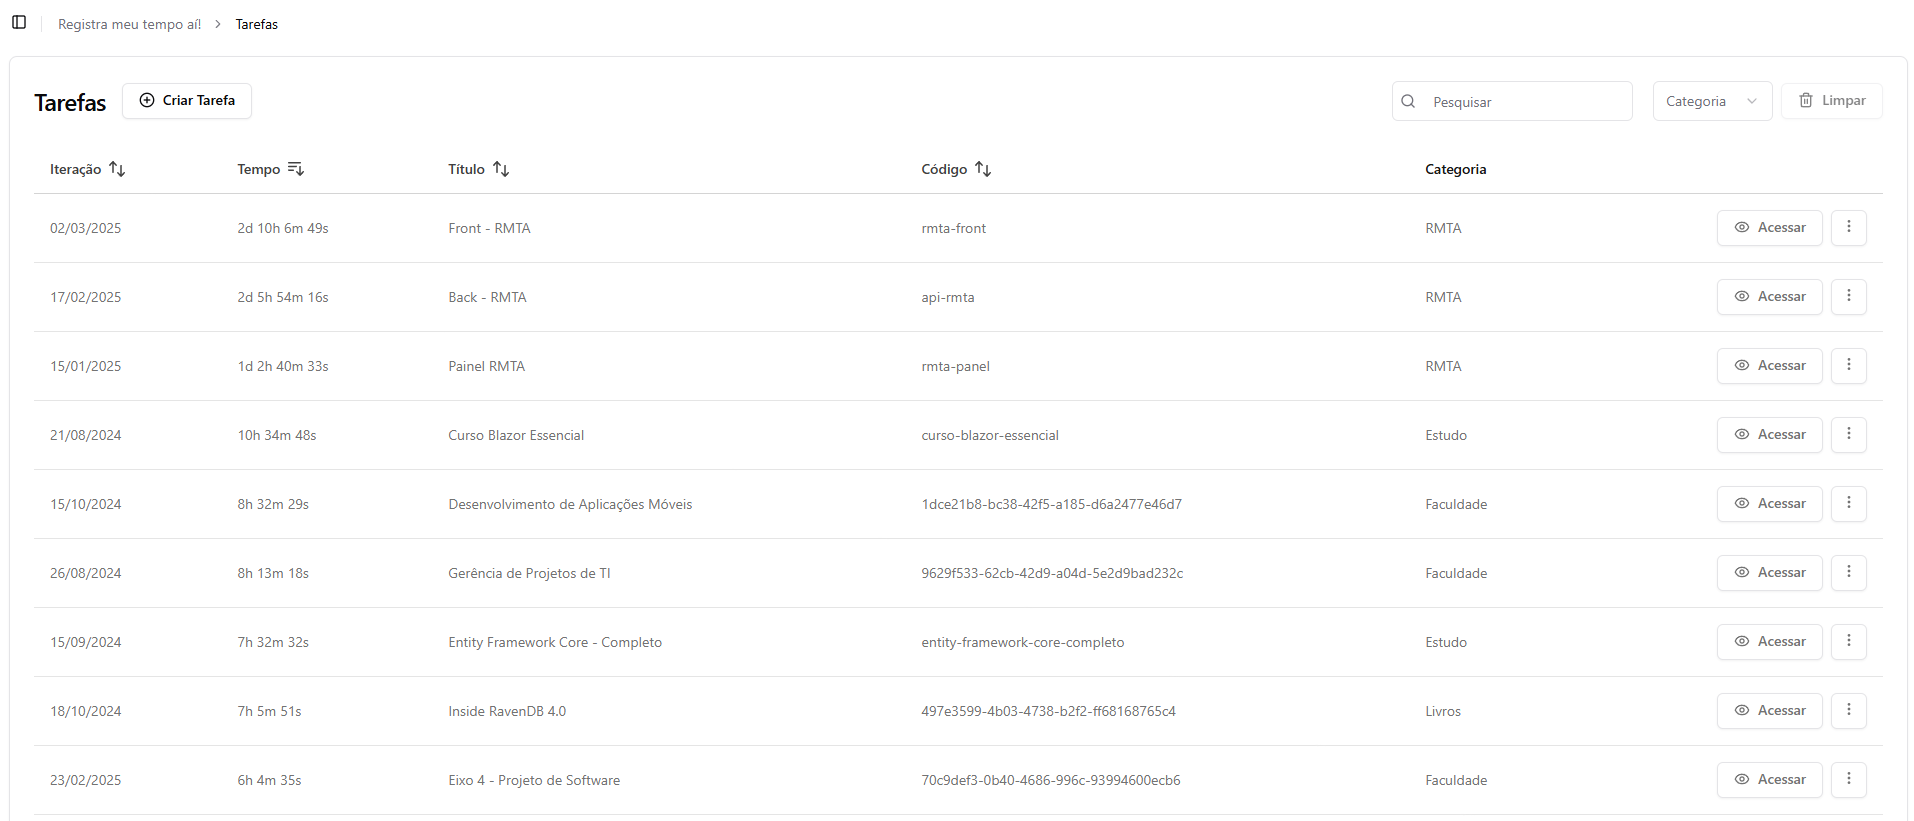 Registra meu tempo aí! Tarefas
Tarefas Criar Tarefa Pesquisar Categoria Limpar
Iteração Tempo Título Código Categoria
02/03/2025 2d 10h 6m 49s Front - RMTA rmta-front RMTA Acessar
17/02/2025 2d 5h 54m 16s Back - RMTA api-rmta RMTA Acessar
15/01/2025 1d 2h 40m 33s Painel RMTA rmta-panel RMTA Acessar
21/08/2024 10h 34m 48s Curso Blazor Essencial curso-blazor-essencial Estudo Acessar
15/10/2024 8h 32m 29s Desenvolvimento de Aplicações Móveis 1dce21b8-bc38-42f5-a185-d6a2477e46d7 Faculdade Acessar
26/08/2024 8h 13m 18s Gerência de Projetos de TI 9629f533-62cb-42d9-a04d-5e2d9bad232c Faculdade Acessar
15/09/2024 7h 32m 32s Entity Framework Core - Completo entity-framework-core-completo Estudo Acessar
18/10/2024 7h 5m 51s Inside RavenDB 4.0 497e3599-4b03-4738-b2f2-ff68168765c4 Livros Acessar
23/02/2025 6h 4m 35s Eixo 4 - Projeto de Software 70c9def3-0b40-4686-996c-93994600ecb6 Faculdade Acessar